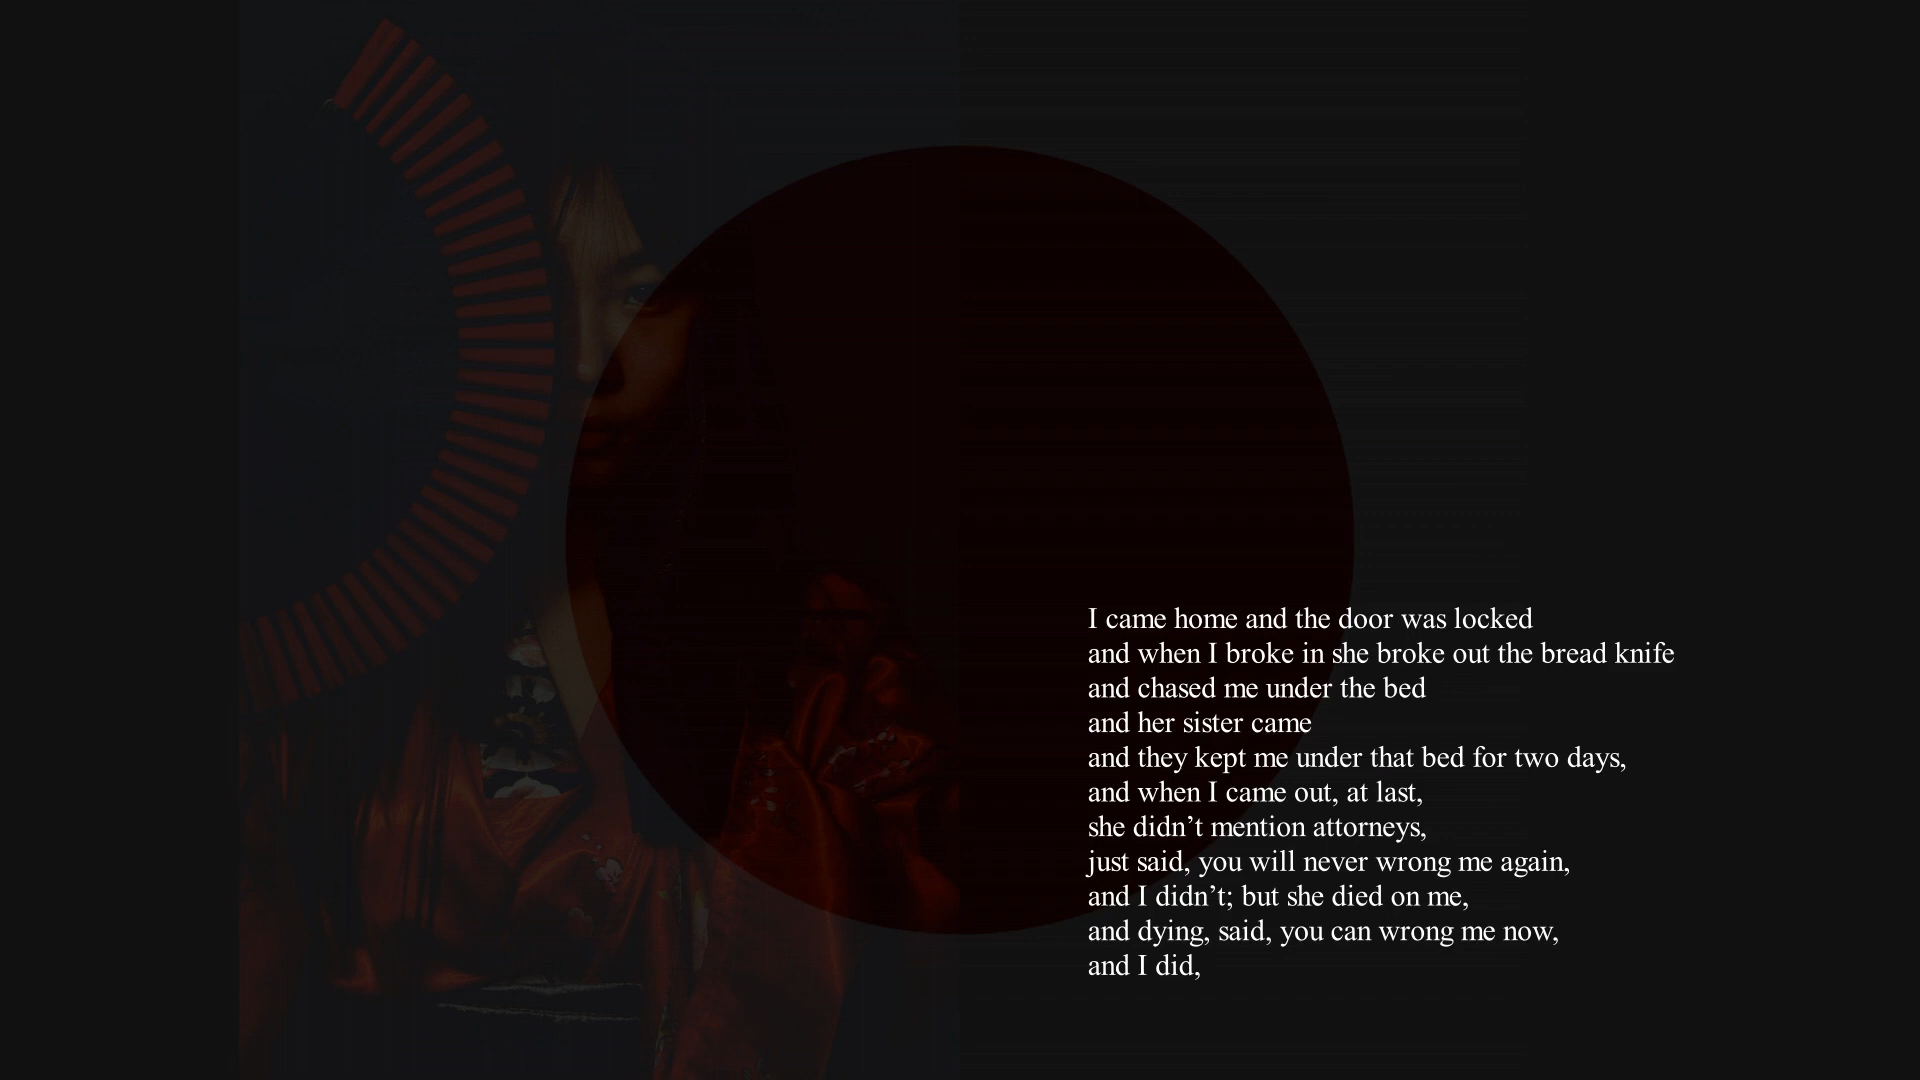 I came home and the door was locked
and when I broke in she broke out the bread knife
and chased me under the bed
and her sister came
and they kept me under that bed for two days,
and when I came out, at last,
she didn’t mention attorneys,
just said, you will never wrong me again,
and I didn’t; but she died on me,
and dying, said, you can wrong me now,
and I did,